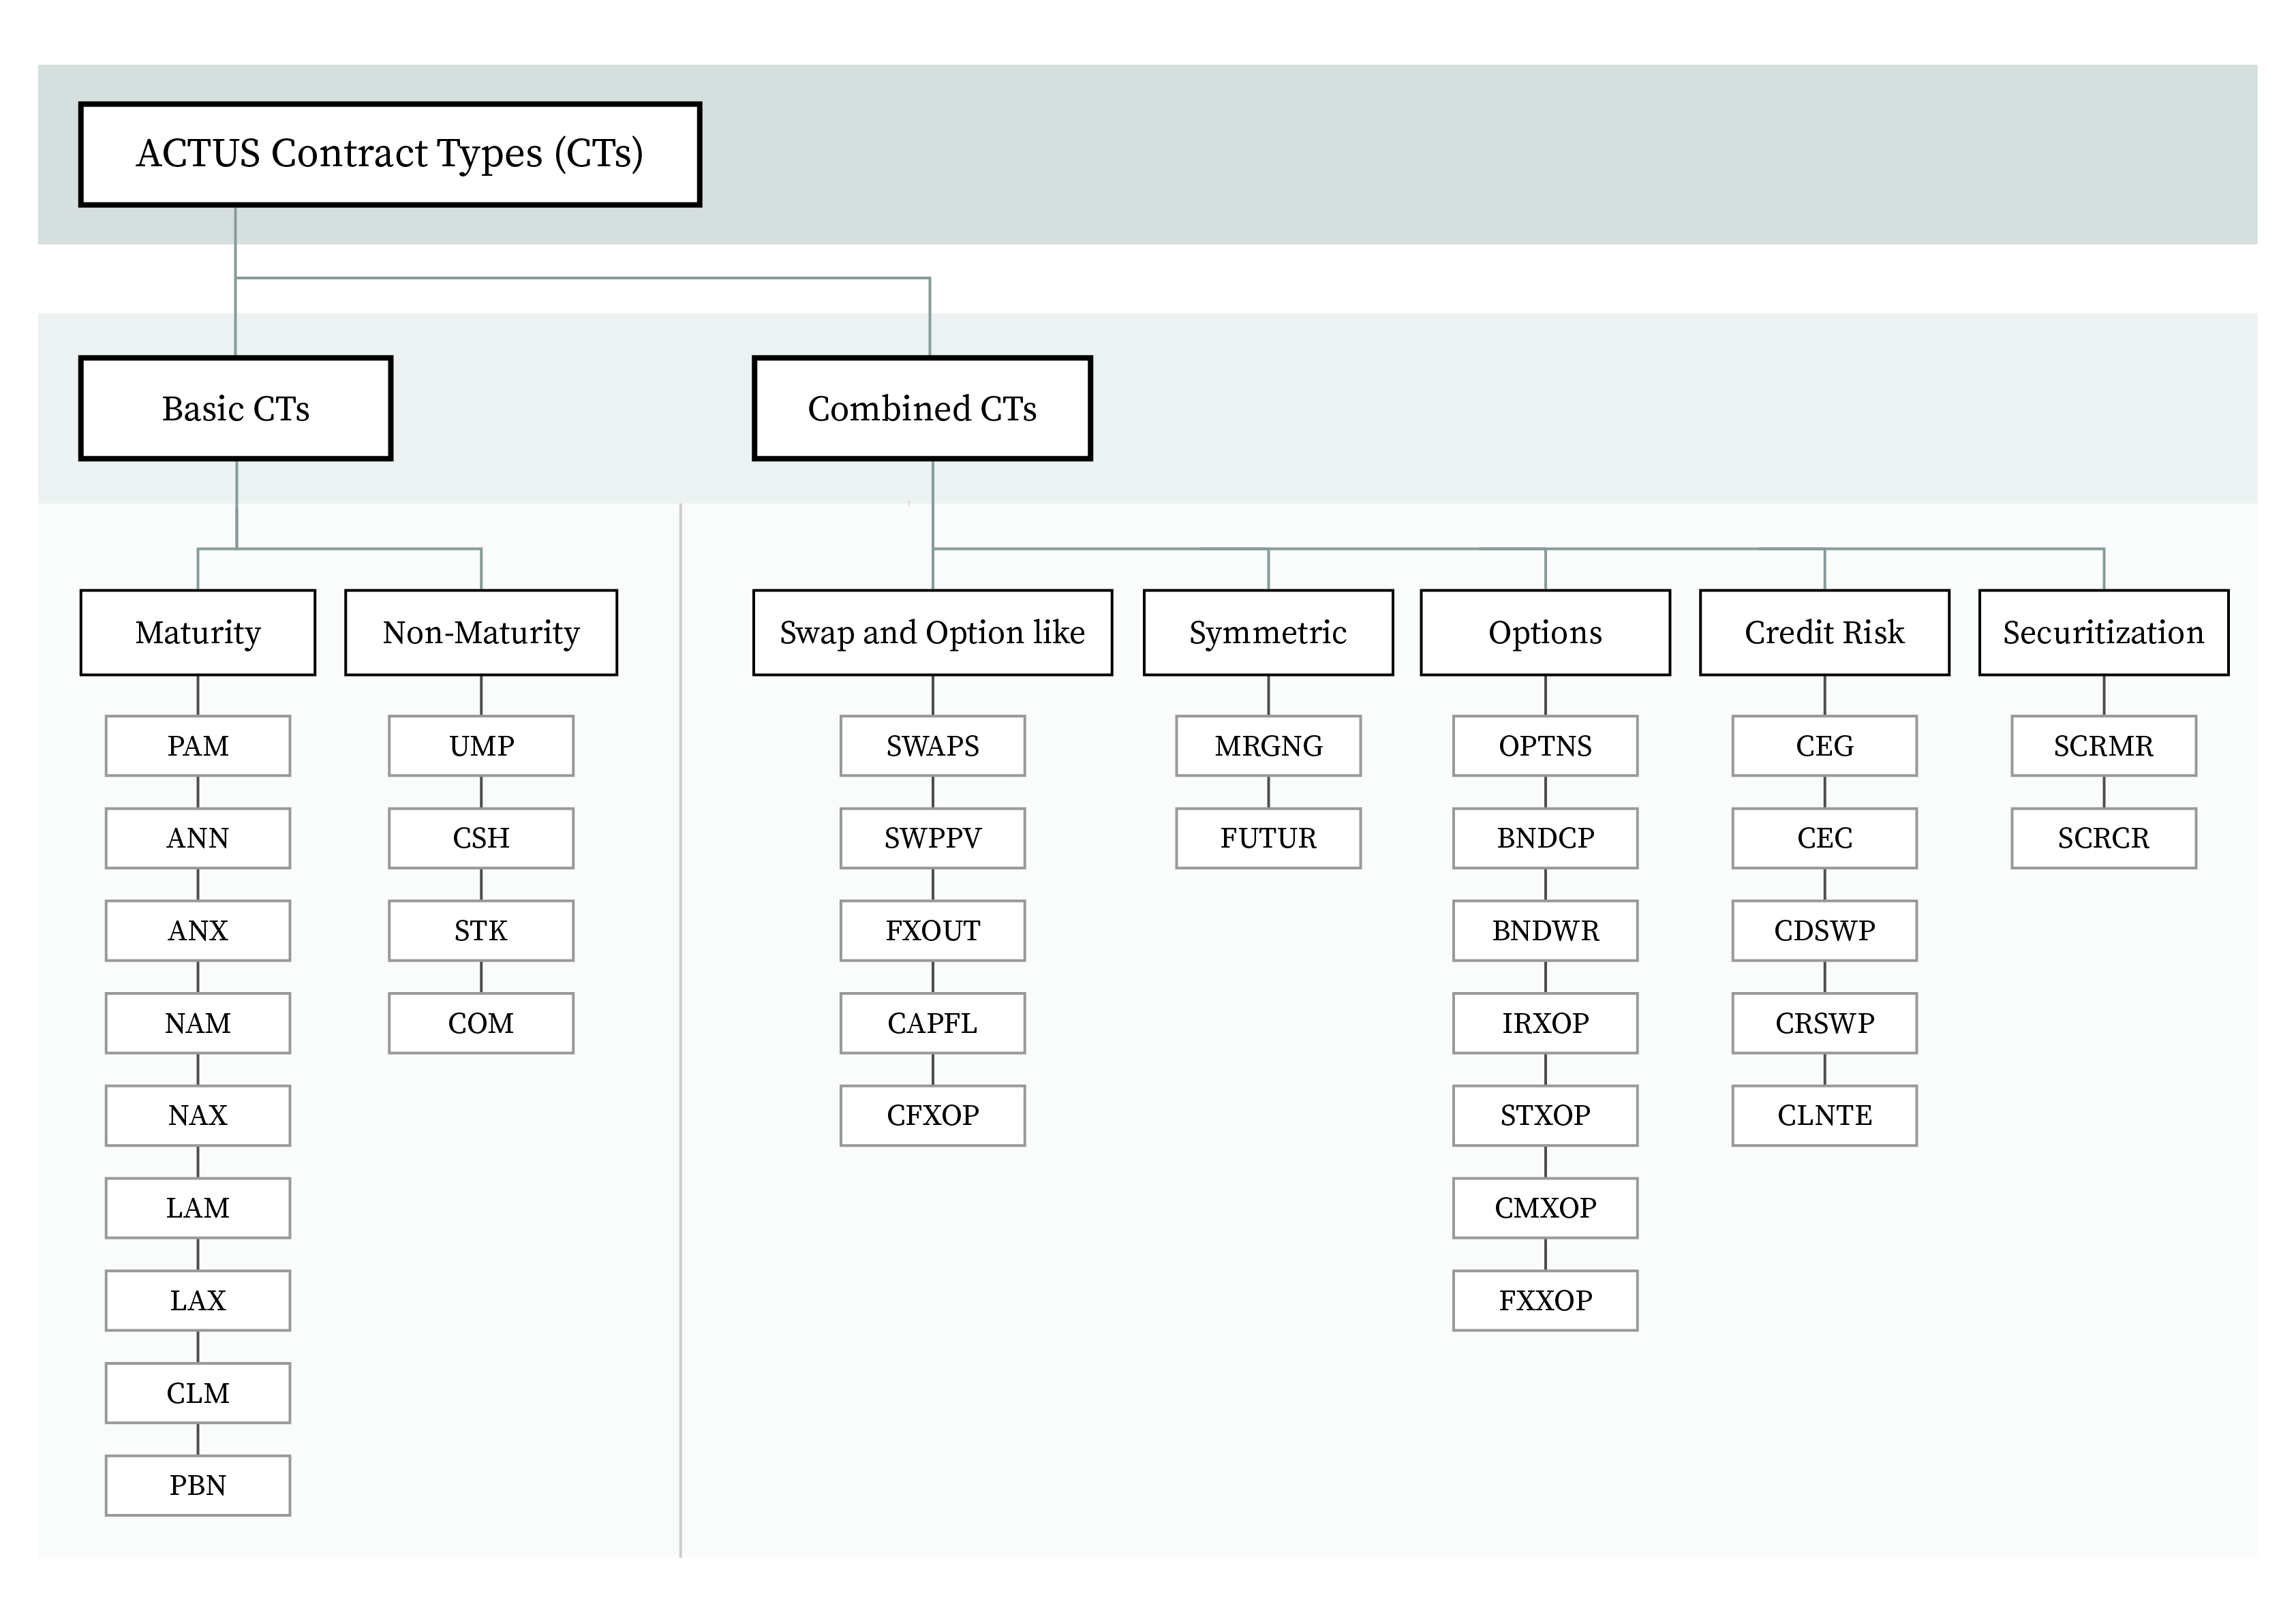 ACTUS Contract Types (CTs)
Basic CTs
Combined CTs
Maturity
PAM
ANN
ANX
NAM
NAX
LAM
LAX
CLM
PBN
Non-Maturity
UMP
CSH
STK
COM
Swap and Option like
SWAPS
SWPPV
FXOUT
CAPFL
CFXOP
Symmetric
MRGNG
FUTUR
Options
OPTNS
BNDCP
BNDWR
IRXOP
STXOP
CMXOP
FXXOP
Credit Risk
CEG
CEC
CDSWP
CRSWP
CLNTE
Securitization
SCRMR
SCRCR